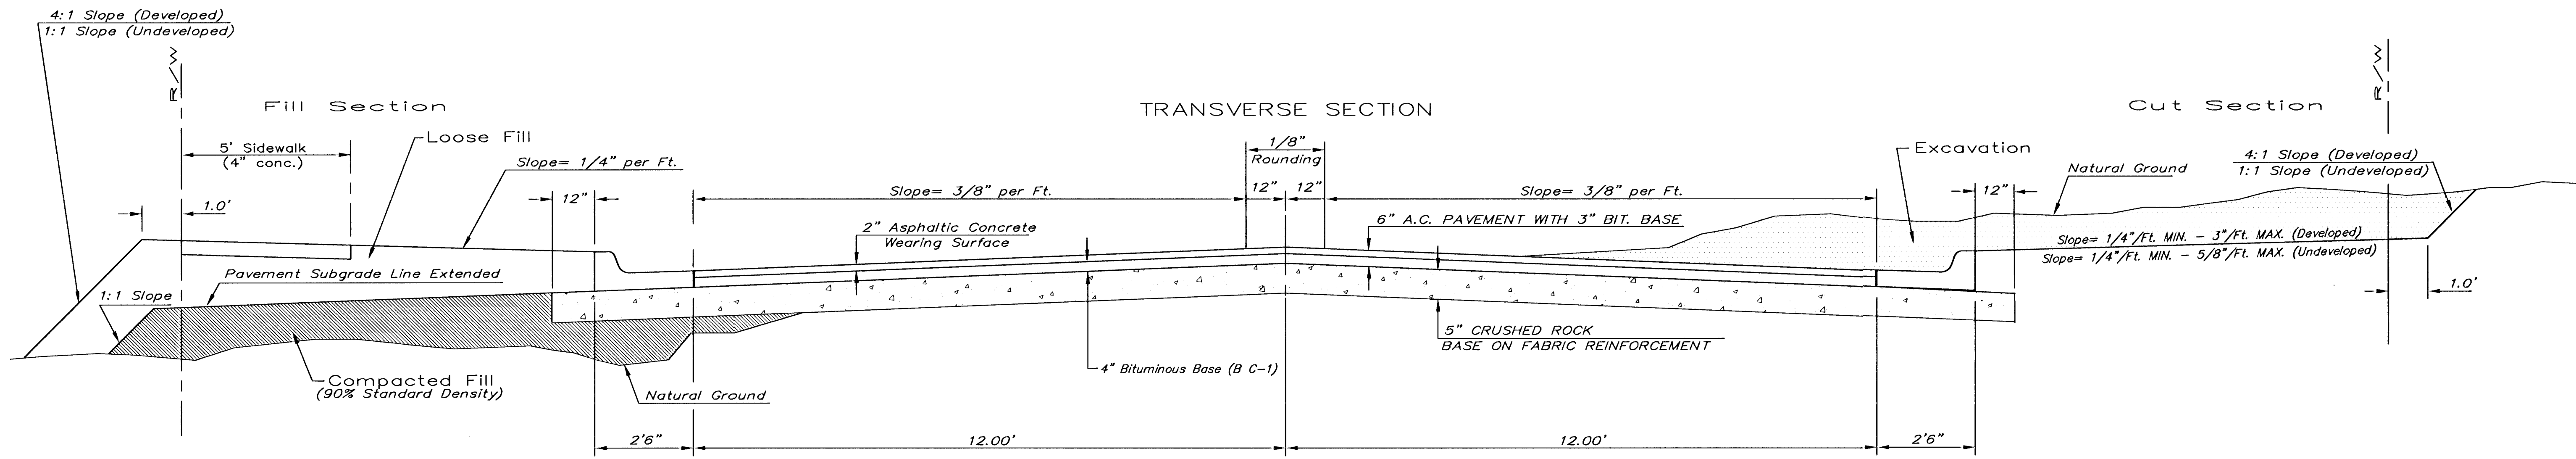 4:1 Slope (Developed)
1:1 Slope (Undeveloped)
R/W
Fill Section
Loose Fill
5' Sidewalk
(4" conc.)
Slope= 1/4" per Ft.
1.0'
12"
Pavement Subgrade Line Extended
1:1 Slope
Compacted Fill
(90% Standard Density)
Natural Ground
TRANSVERSE SECTION
1/8"
Rounding
Slope= 3/8" per Ft.
12"
12"
Slope= 3/8" per Ft.
2" Asphaltic Concrete
Wearing Surface
6" A.C. PAVEMENT WITH 3" BIT. BASE
5" CRUSHED ROCK
BASE ON FABRIC REINFORCEMENT
4" Bituminous Base (B C-1)
2'6"
12.00'
12.00'
2'6"
Cut Section
R/W
Excavation
Natural Ground
4:1 Slope (Developed)
1:1 Slope (Undeveloped)
12"
Slope= 1/4"/Ft. MIN. - 3"/Ft. MAX. (Developed)
Slope= 1/4"/Ft. MIN. - 5/8"/Ft. MAX. (Undeveloped)
1.0'